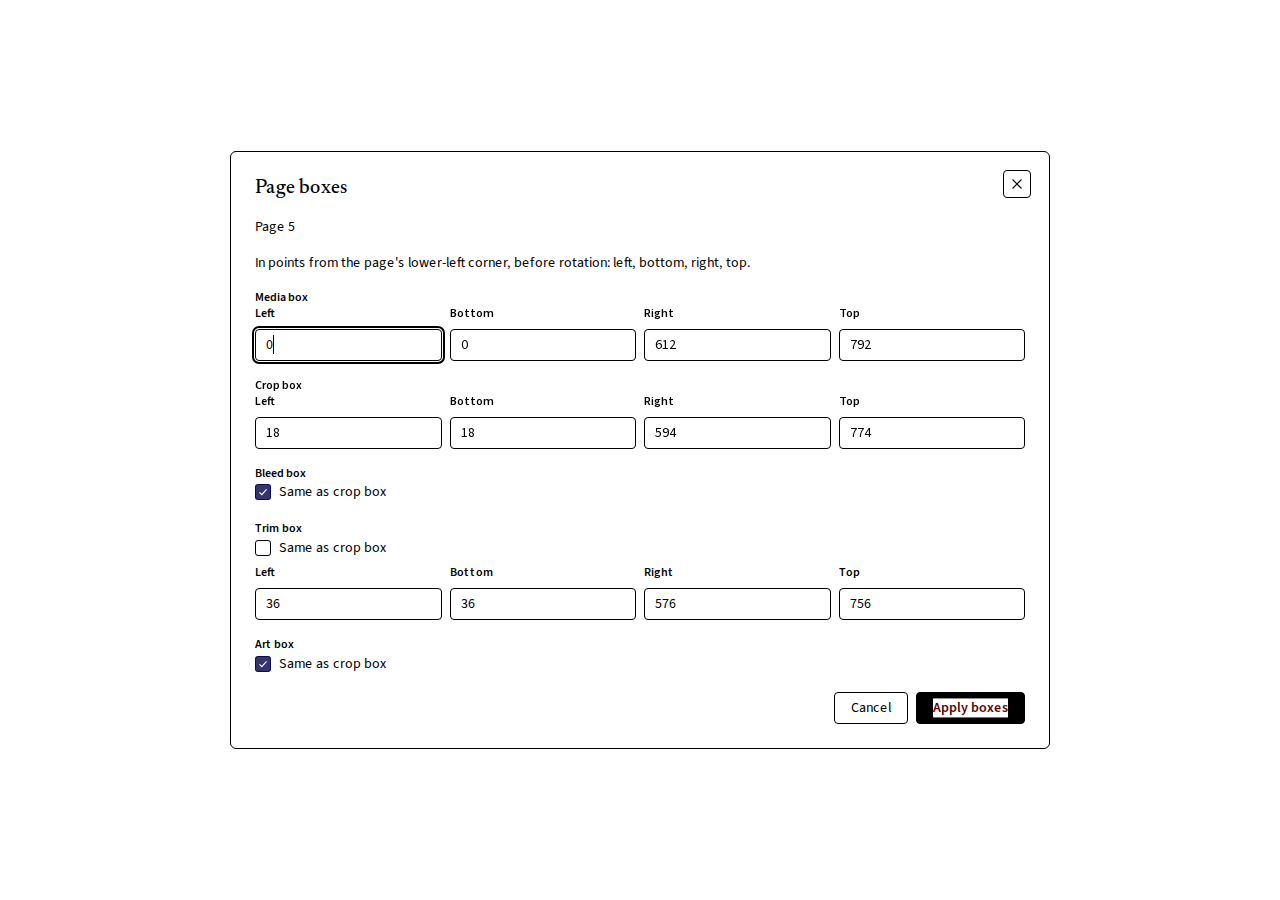 Page boxes
Page 5
In points from the page's lower-left corner, before rotation: left, bottom, right, top.
Media box
Left Bottom Right Top
0 0 612 792
Crop box
Left Bottom Right Top
18 18 594 774
Bleed box
Same as crop box
Trim box
Same as crop box
Left Bottom Right Top
36 36 576 756
Art box
Same as crop box
Cancel Apply boxes